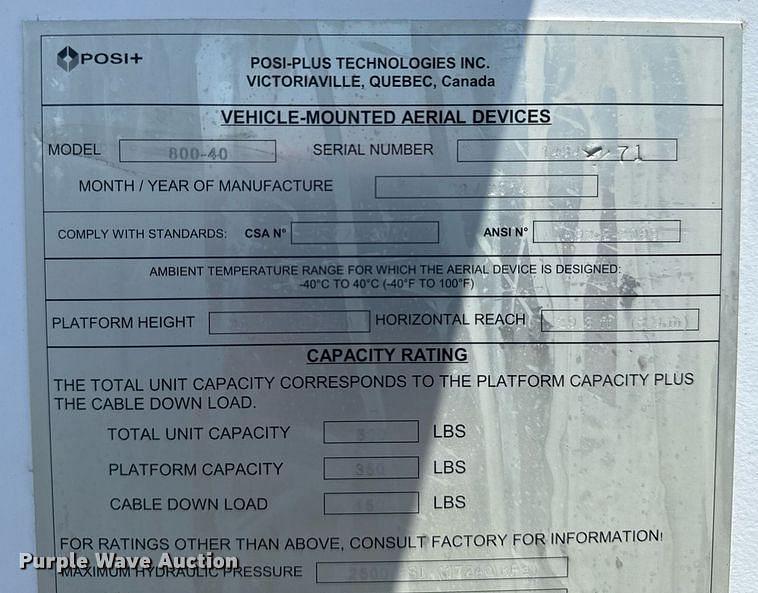 POSI+
POSI-PLUS TECHNOLOGIES INC.
VICTORIAVILLE, QUEBEC, Canada
VEHICLE-MOUNTED AERIAL DEVICES
MODEL 800-40 SERIAL NUMBER 71
MONTH / YEAR OF MANUFACTURE
COMPLY WITH STANDARDS: CSA N° ANSI N°
AMBIENT TEMPERATURE RANGE FOR WHICH THE AERIAL DEVICE IS DESIGNED:
-40°C TO 40°C (-40°F TO 100°F)
PLATFORM HEIGHT HORIZONTAL REACH
CAPACITY RATING
THE TOTAL UNIT CAPACITY CORRESPONDS TO THE PLATFORM CAPACITY PLUS
THE CABLE DOWN LOAD.
TOTAL UNIT CAPACITY LBS
PLATFORM CAPACITY 350 LBS
CABLE DOWN LOAD LBS
FOR RATINGS OTHER THAN ABOVE, CONSULT FACTORY FOR INFORMATION!
Purple Wave Auction
MAXIMUM HYDRAULIC PRESSURE